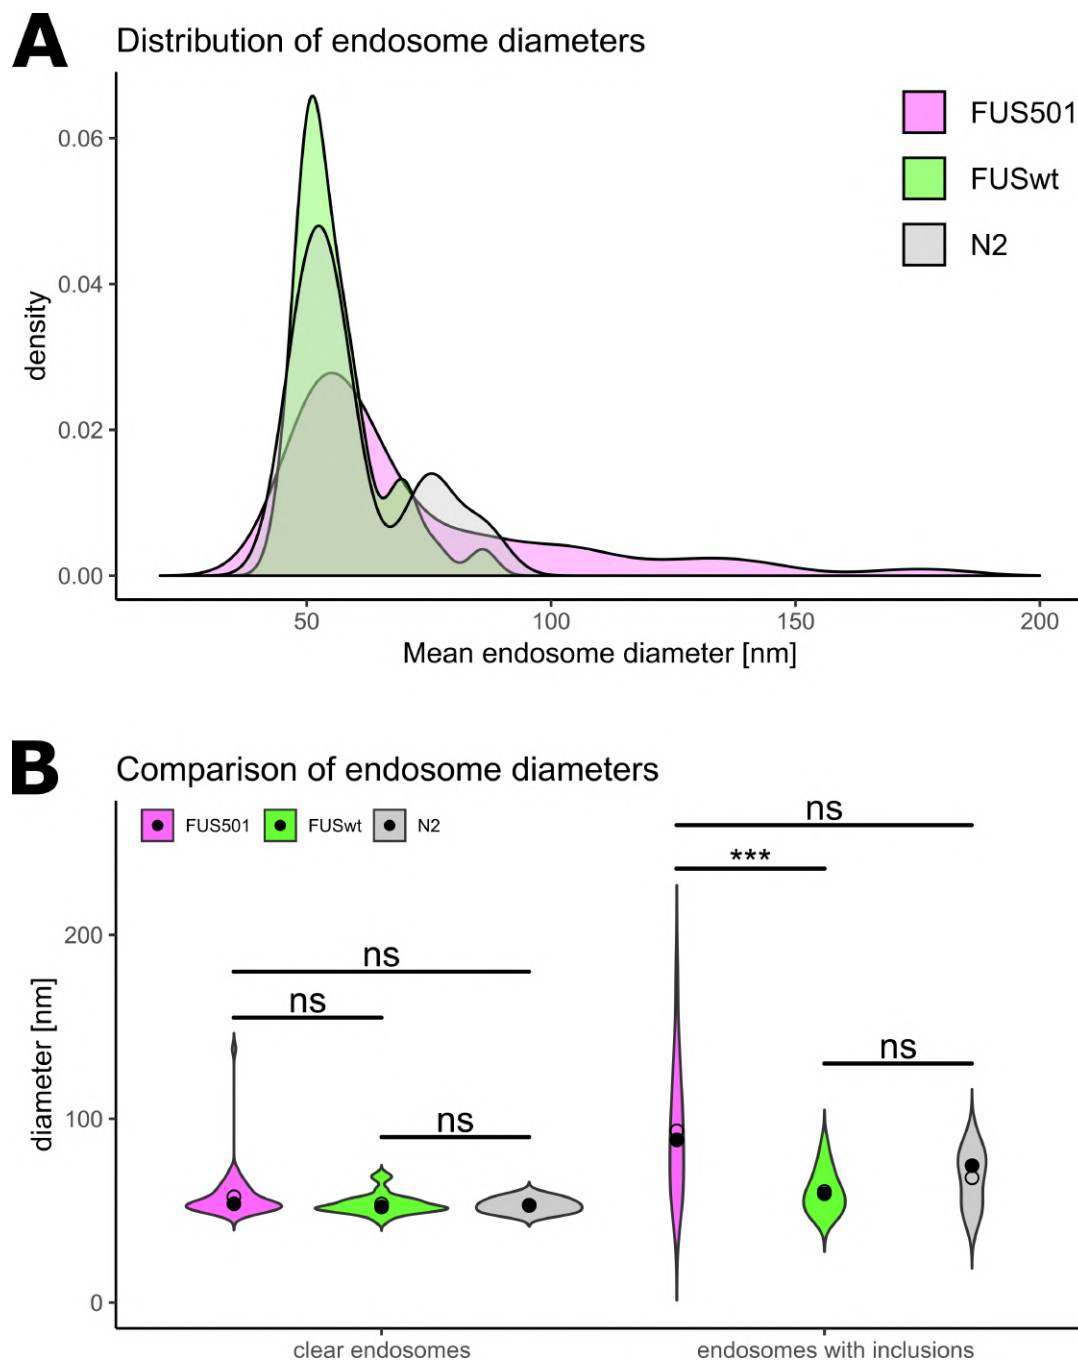 A
Distribution of endosome diameters
FUS501
FUSwt
N2
0.06
0.04
0.02
0.00
density
50 100 150 200
Mean endosome diameter [nm]
B
Comparison of endosome diameters
FUS501 FUSwt N2
ns
***
ns
ns
ns
ns
200
100
0
diameter [nm]
clear endosomes endosomes with inclusions